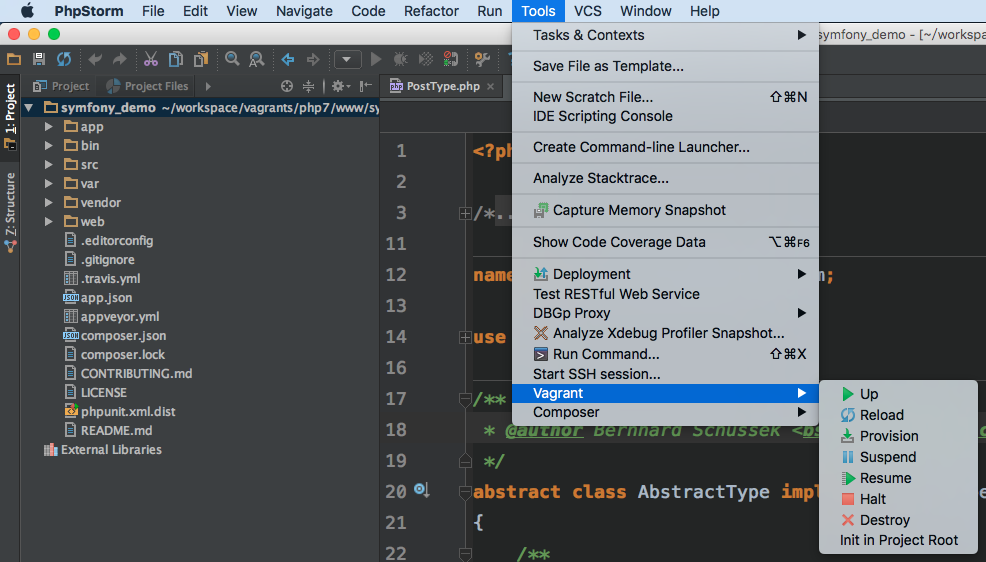 PhpStorm File Edit View Navigate Code Refactor Run Tools VCS Window Help
symfony_demo - [~/workspa
1: Project
Z: Structure
Project Project Files
PostType.php
symfony_demo ~/workspace/vagrants/php7/www/sy
app
bin
src
var
vendor
web
.editorconfig
.gitignore
.travis.yml
app.json
appveyor.yml
composer.json
composer.lock
CONTRIBUTING.md
LICENSE
phpunit.xml.dist
README.md
External Libraries
1 <?ph
2
3 /*..
11
12 name m;
13
14 use
16
17 /**
18 * @author Bernhard Schussek <bs
19 */
20 abstract class AbstractType impl
21 {
22 /**
Tasks & Contexts
Save File as Template...
New Scratch File... ⇧⌘N
IDE Scripting Console
Create Command-line Launcher...
Analyze Stacktrace...
Capture Memory Snapshot
Show Code Coverage Data ⌥⌘F6
Deployment
Test RESTful Web Service
DBGp Proxy
Analyze Xdebug Profiler Snapshot...
Run Command... ⇧⌘X
Start SSH session...
Vagrant
Composer
Up
Reload
Provision
Suspend
Resume
Halt
Destroy
Init in Project Root